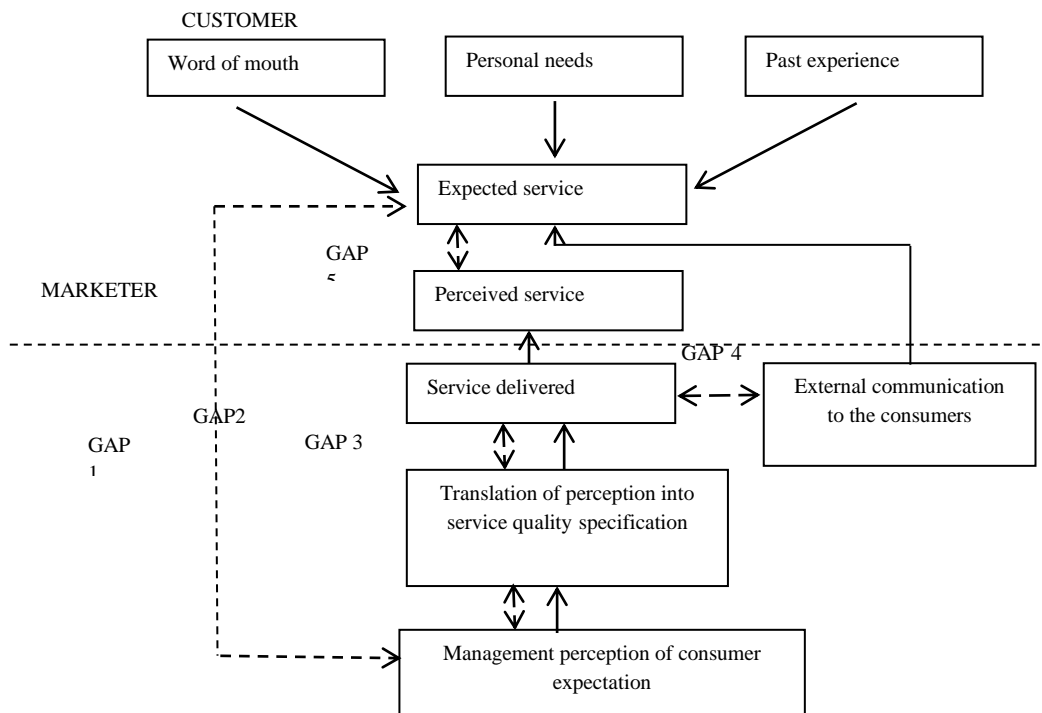 CUSTOMER
Word of mouth
Personal needs
Past experience
Expected service
GAP
MARKETER
Perceived service
GAP 4
Service delivered
External communication
to the consumers
GAP2
GAP
GAP 3
Translation of perception into
service quality specification
Management perception of consumer
expectation